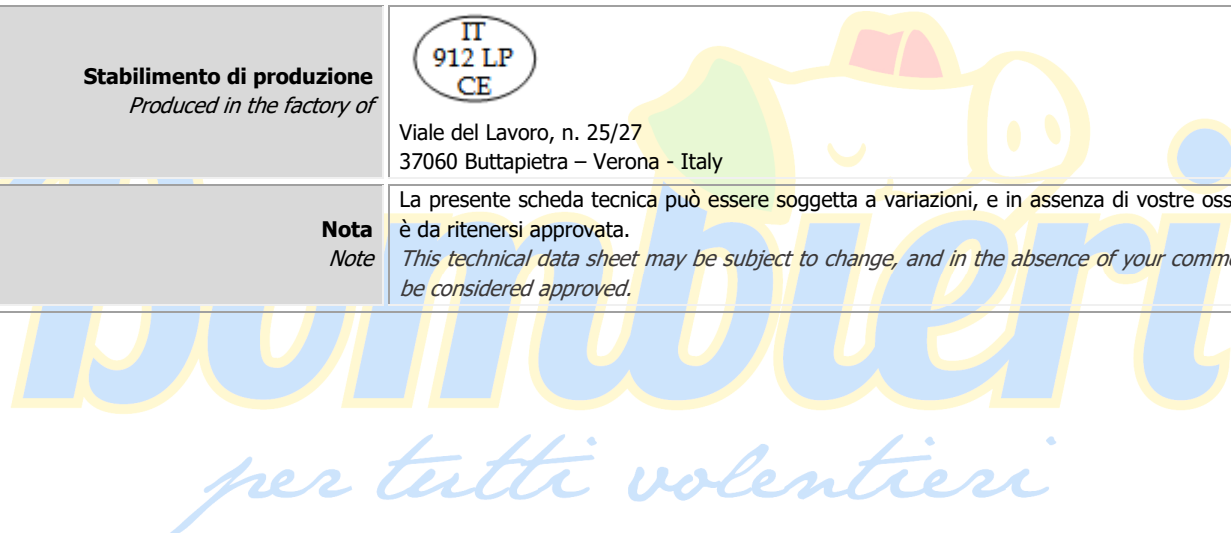 Stabilimento di produzione
Produced in the factory of
IT
912 LP
CE
Viale del Lavoro, n. 25/27
37060 Buttapietra – Verona - Italy
Nota
Note
La presente scheda tecnica può essere soggetta a variazioni, e in assenza di vostre
è da ritenersi approvata.
This technical data sheet may be subject to change, and in the absence of your
be considered approved.
bombieri
per tutti volentieri